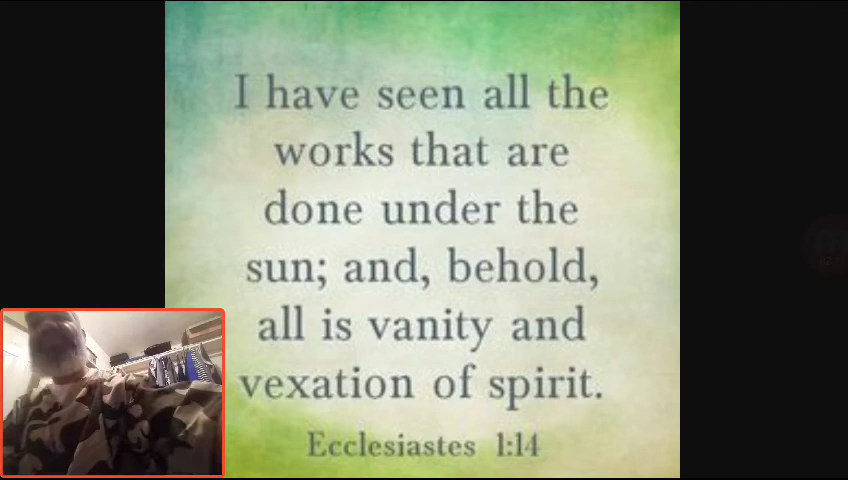 I have seen all the
works that are
done under the
sun; and, behold,
all is vanity and
vexation of spirit.
Ecclesiastes 1:14